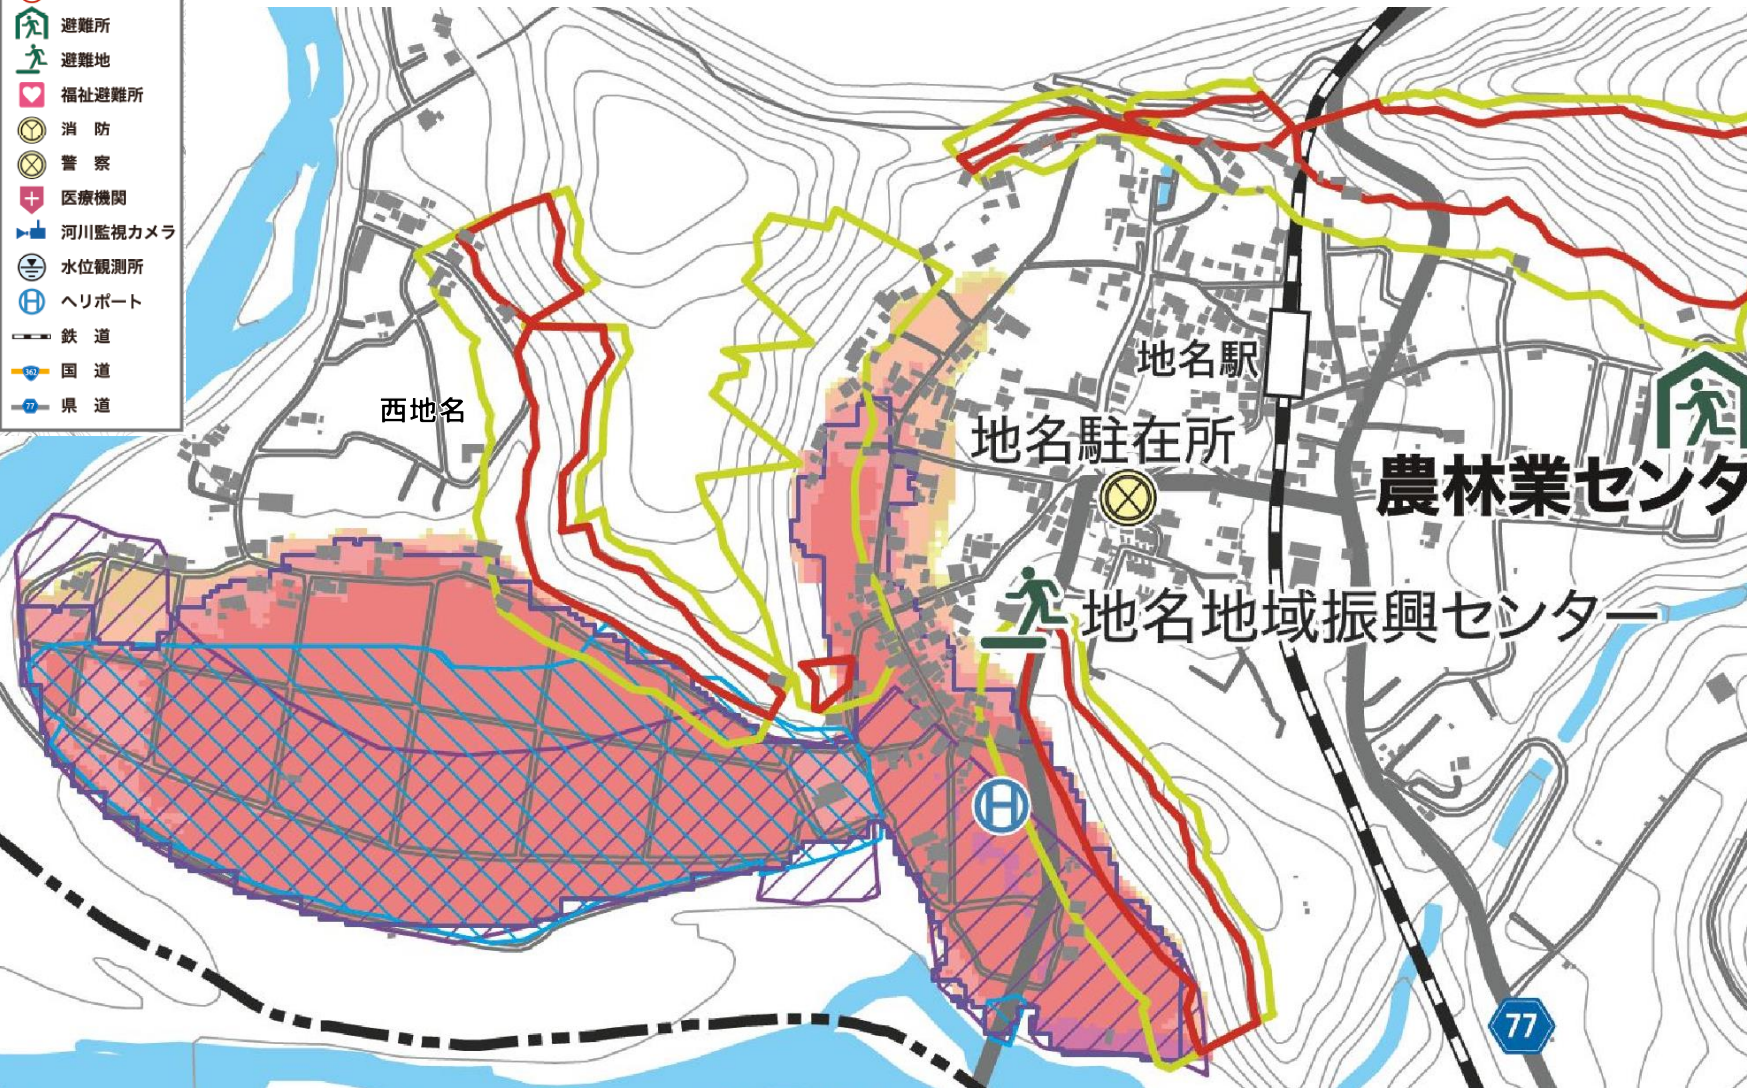 避難所
避難地
福祉避難所
消 防
警 察
医療機関
河川監視カメラ
水位観測所
ヘリポート
鉄 道
362
国 道
77
県 道
西地名
地名駅
地名駐在所
農林業センタ
地名地域振興センター
77